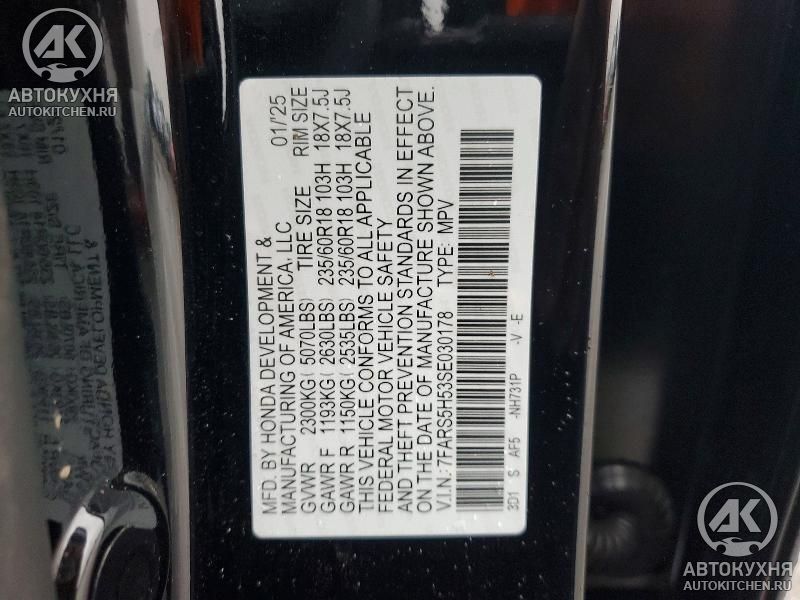 MFD. BY HONDA DEVELOPMENT & 01/'25
MANUFACTURING OF AMERICA, LLC
GVWR 2300KG ( 5070LBS) TIRE SIZE RIM SIZE
GAWR F 1193KG ( 2630LBS) 235/60R18 103H 18X7.5J
GAWR R 1150KG ( 2535LBS) 235/60R18 103H 18X7.5J
THIS VEHICLE CONFORMS TO ALL APPLICABLE
FEDERAL MOTOR VEHICLE SAFETY
AND THEFT PREVENTION STANDARDS IN EFFECT
ON THE DATE OF MANUFACTURE SHOWN ABOVE.
V.I.N.: 7FARS5H53SE030178 TYPE: MPV
3D1 S AF5 -NH731P -V -E
АК
АВТОКУХНЯ
AUTOKITCHEN.RU
АК
АВТОКУХНЯ
AUTOKITCHEN.RU